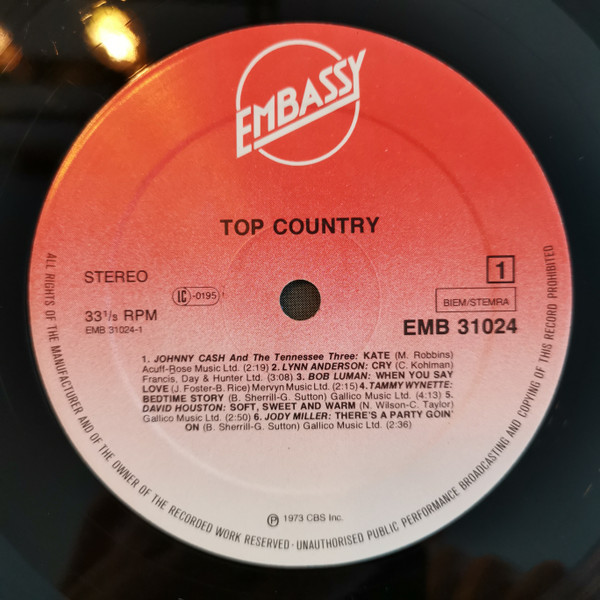 EMBASSY
TOP COUNTRY
STEREO
1
LC-0195
33⅓ RPM
BIEM/STEMRA
EMB 31024-1
EMB 31024
1. JOHNNY CASH And The Tennessee Three: KATE (M. Robbins)
Acuff-Rose Music Ltd. (2:19) 2. LYNN ANDERSON: CRY (C. Kohlman)
Francis, Day & Hunter Ltd. (3:08) 3. BOB LUMAN: WHEN YOU SAY
LOVE (J. Foster-B. Rice) Mervyn Music Ltd. (2:15) 4. TAMMY WYNETTE:
BEDTIME STORY (B. Sherrill-G. Sutton) Gallico Music Ltd. (4:13) 5.
DAVID HOUSTON: SOFT, SWEET AND WARM (N. Wilson-C. Taylor)
Gallico Music Ltd. (2:50) 6. JODY MILLER: THERE'S A PARTY GOIN'
ON (B. Sherrill-G. Sutton) Gallico Music Ltd. (2:36)
℗ 1973 CBS Inc.
ALL RIGHTS OF THE MANUFACTURER AND OF THE OWNER OF THE RECORDED WORK RESERVED · UNAUTHORISED PUBLIC PERFORMANCE BROADCASTING AND COPYING OF THIS RECORD PROHIBITED